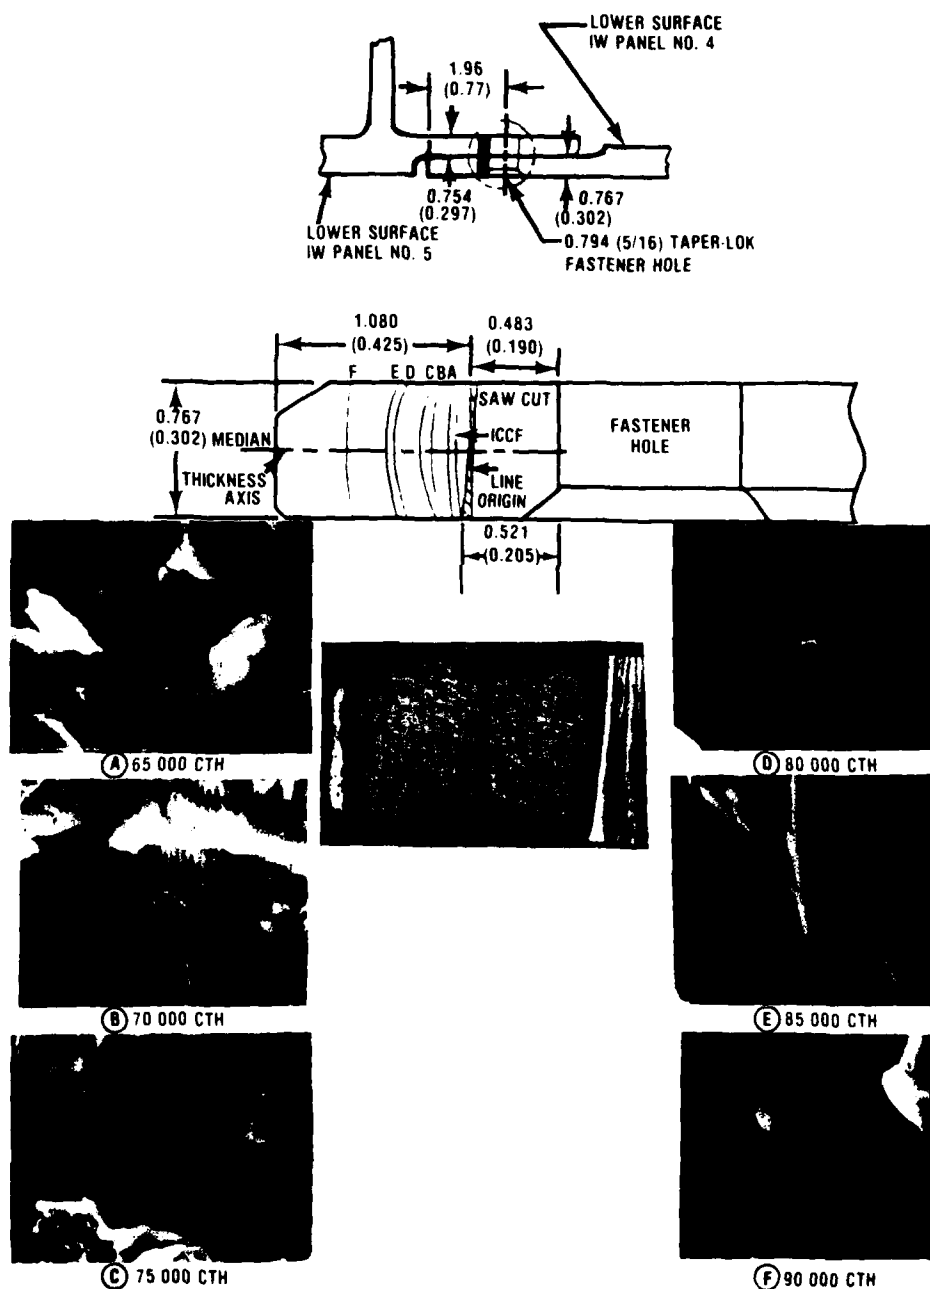 LOWER SURFACE
IW PANEL NO. 4
1.96
(0.77)
0.754
(0.297)
0.767
(0.302)
LOWER SURFACE
IW PANEL NO. 5
0.794 (5/16) TAPER-LOK
FASTENER HOLE
1.080
(0.425)
0.483
(0.190)
F E D C B A
SAW CUT
0.767
(0.302)
MEDIAN
THICKNESS
AXIS
ICCF
LINE
ORIGIN
FASTENER
HOLE
0.521
(0.205)
A 65 000 CTH
D 80 000 CTH
B 70 000 CTH
E 85 000 CTH
C 75 000 CTH
F 90 000 CTH